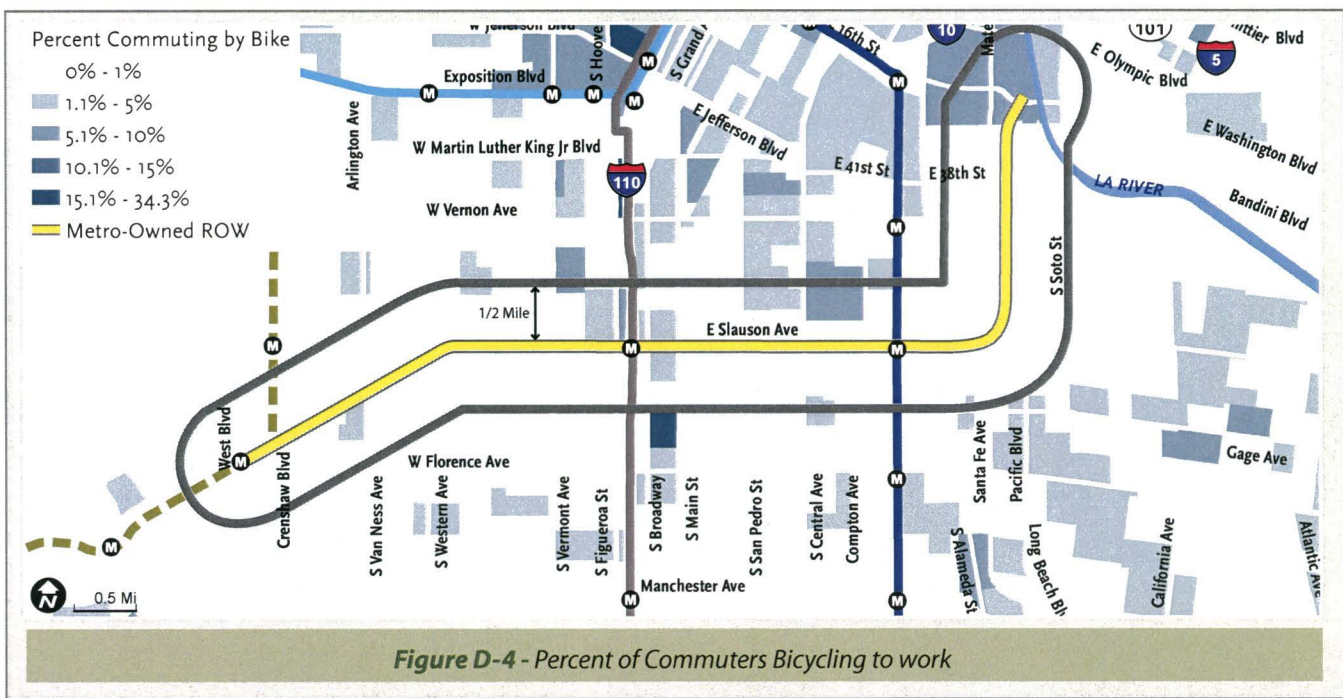 Percent Commuting by Bike
0% - 1%
1.1% - 5%
5.1% - 10%
10.1% - 15%
15.1% - 34.3%
Metro-Owned ROW
W Jefferson Blvd
S Hoove
S Grand
E 16th St
10
Mate
101
ittier Blvd
5
E Olympic Blvd
Exposition Blvd
M
M
M
M
M
M
Arlington Ave
W Martin Luther King Jr Blvd
E Jefferson Blvd
E 41st St
E 38th St
E Washington Blvd
110
LA RIVER
Bandini Blvd
W Vernon Ave
M
S Soto St
1/2 Mile
E Slauson Ave
M
M
M
West Blvd
M
Crenshaw Blvd
W Florence Ave
S Van Ness Ave
S Western Ave
S Vermont Ave
S Figueroa St
S Broadway
S Main St
S San Pedro St
S Central Ave
Compton Ave
M
Santa Fe Ave
Pacific Blvd
Gage Ave
S Alameda St
Long Beach Bl
California Ave
Atlantic Ave
M
N
0.5 Mi
M
Manchester Ave
M
Figure D-4 - Percent of Commuters Bicycling to work